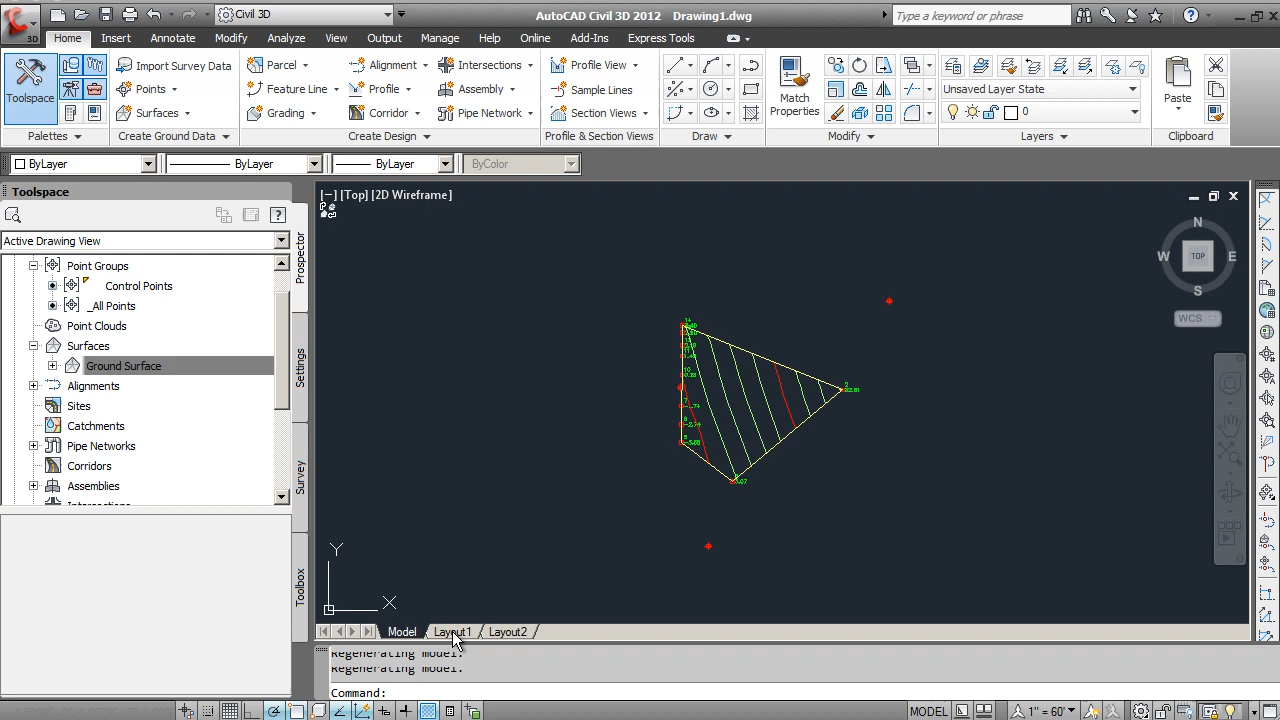 Civil 3D
AutoCAD Civil 3D 2012 Drawing1.dwg
Type a keyword or phrase
3D
Home Insert Annotate Modify Analyze View Output Manage Help Online Add-Ins Express Tools
Toolspace
Import Survey Data
Points
Surfaces
Parcel
Feature Line
Grading
Alignment
Profile
Corridor
Intersections
Assembly
Pipe Network
Profile View
Sample Lines
Section Views
Match
Properties
Unsaved Layer State
0
Paste
Palettes Create Ground Data Create Design Profile & Section Views Draw Modify Layers Clipboard
ByLayer ByLayer ByLayer ByColor
Toolspace
Active Drawing View
Point Groups
Control Points
_All Points
Point Clouds
Surfaces
Ground Surface
Alignments
Sites
Catchments
Pipe Networks
Corridors
Assemblies
Intersections
Prospector
Settings
Survey
Toolbox
[−] [Top] [2D Wireframe]
N
W TOP E
S
WCS
Y
X
Model Layout1 Layout2
Regenerating model.
Regenerating model.
Command:
MODEL 1" = 60'